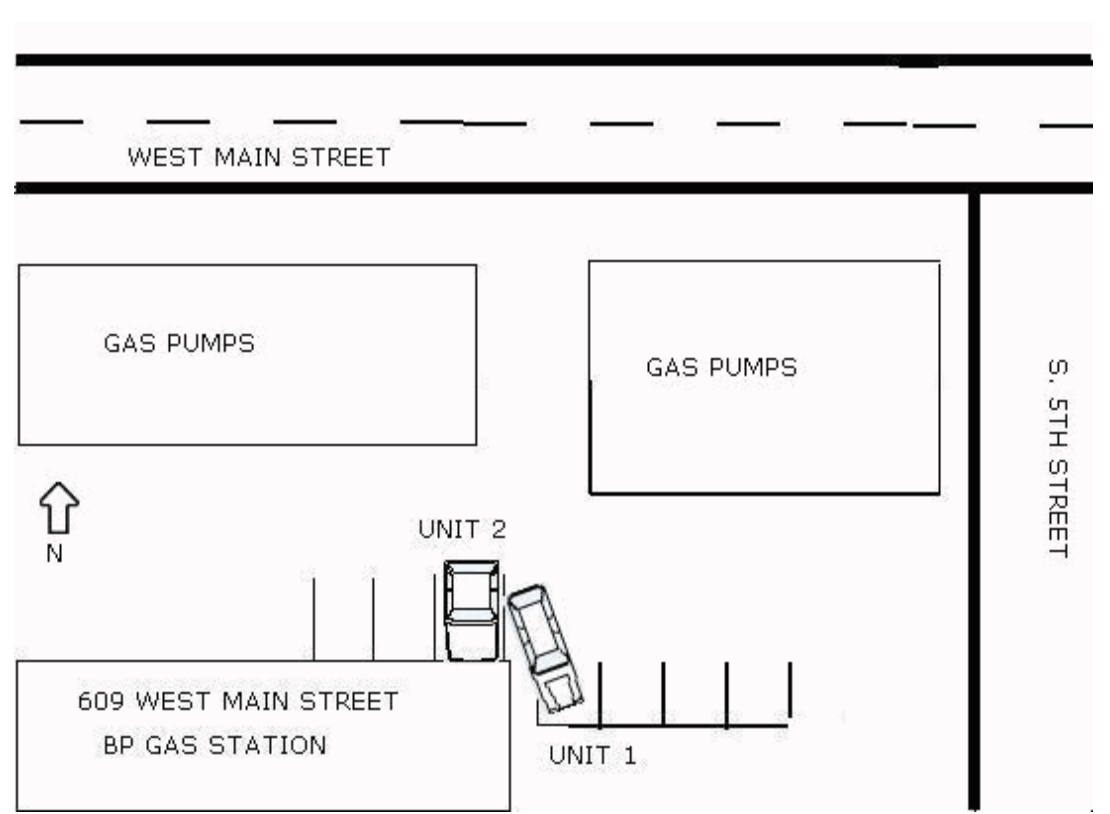 WEST MAIN STREET
GAS PUMPS
GAS PUMPS
S. 5TH STREET
N
UNIT 2
609 WEST MAIN STREET
BP GAS STATION
UNIT 1